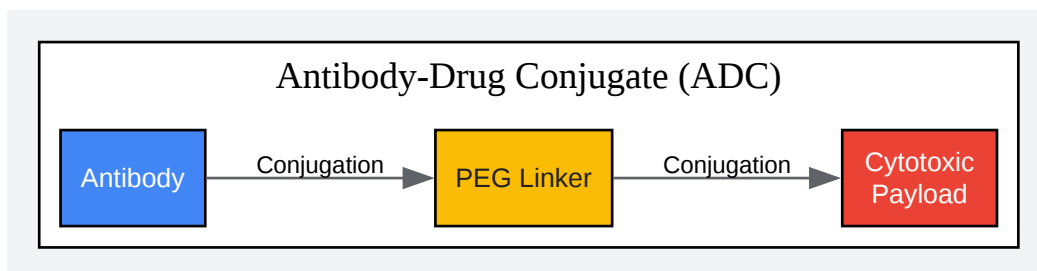 Antibody-Drug Conjugate (ADC)
Antibody
Conjugation
PEG Linker
Conjugation
Cytotoxic
Payload